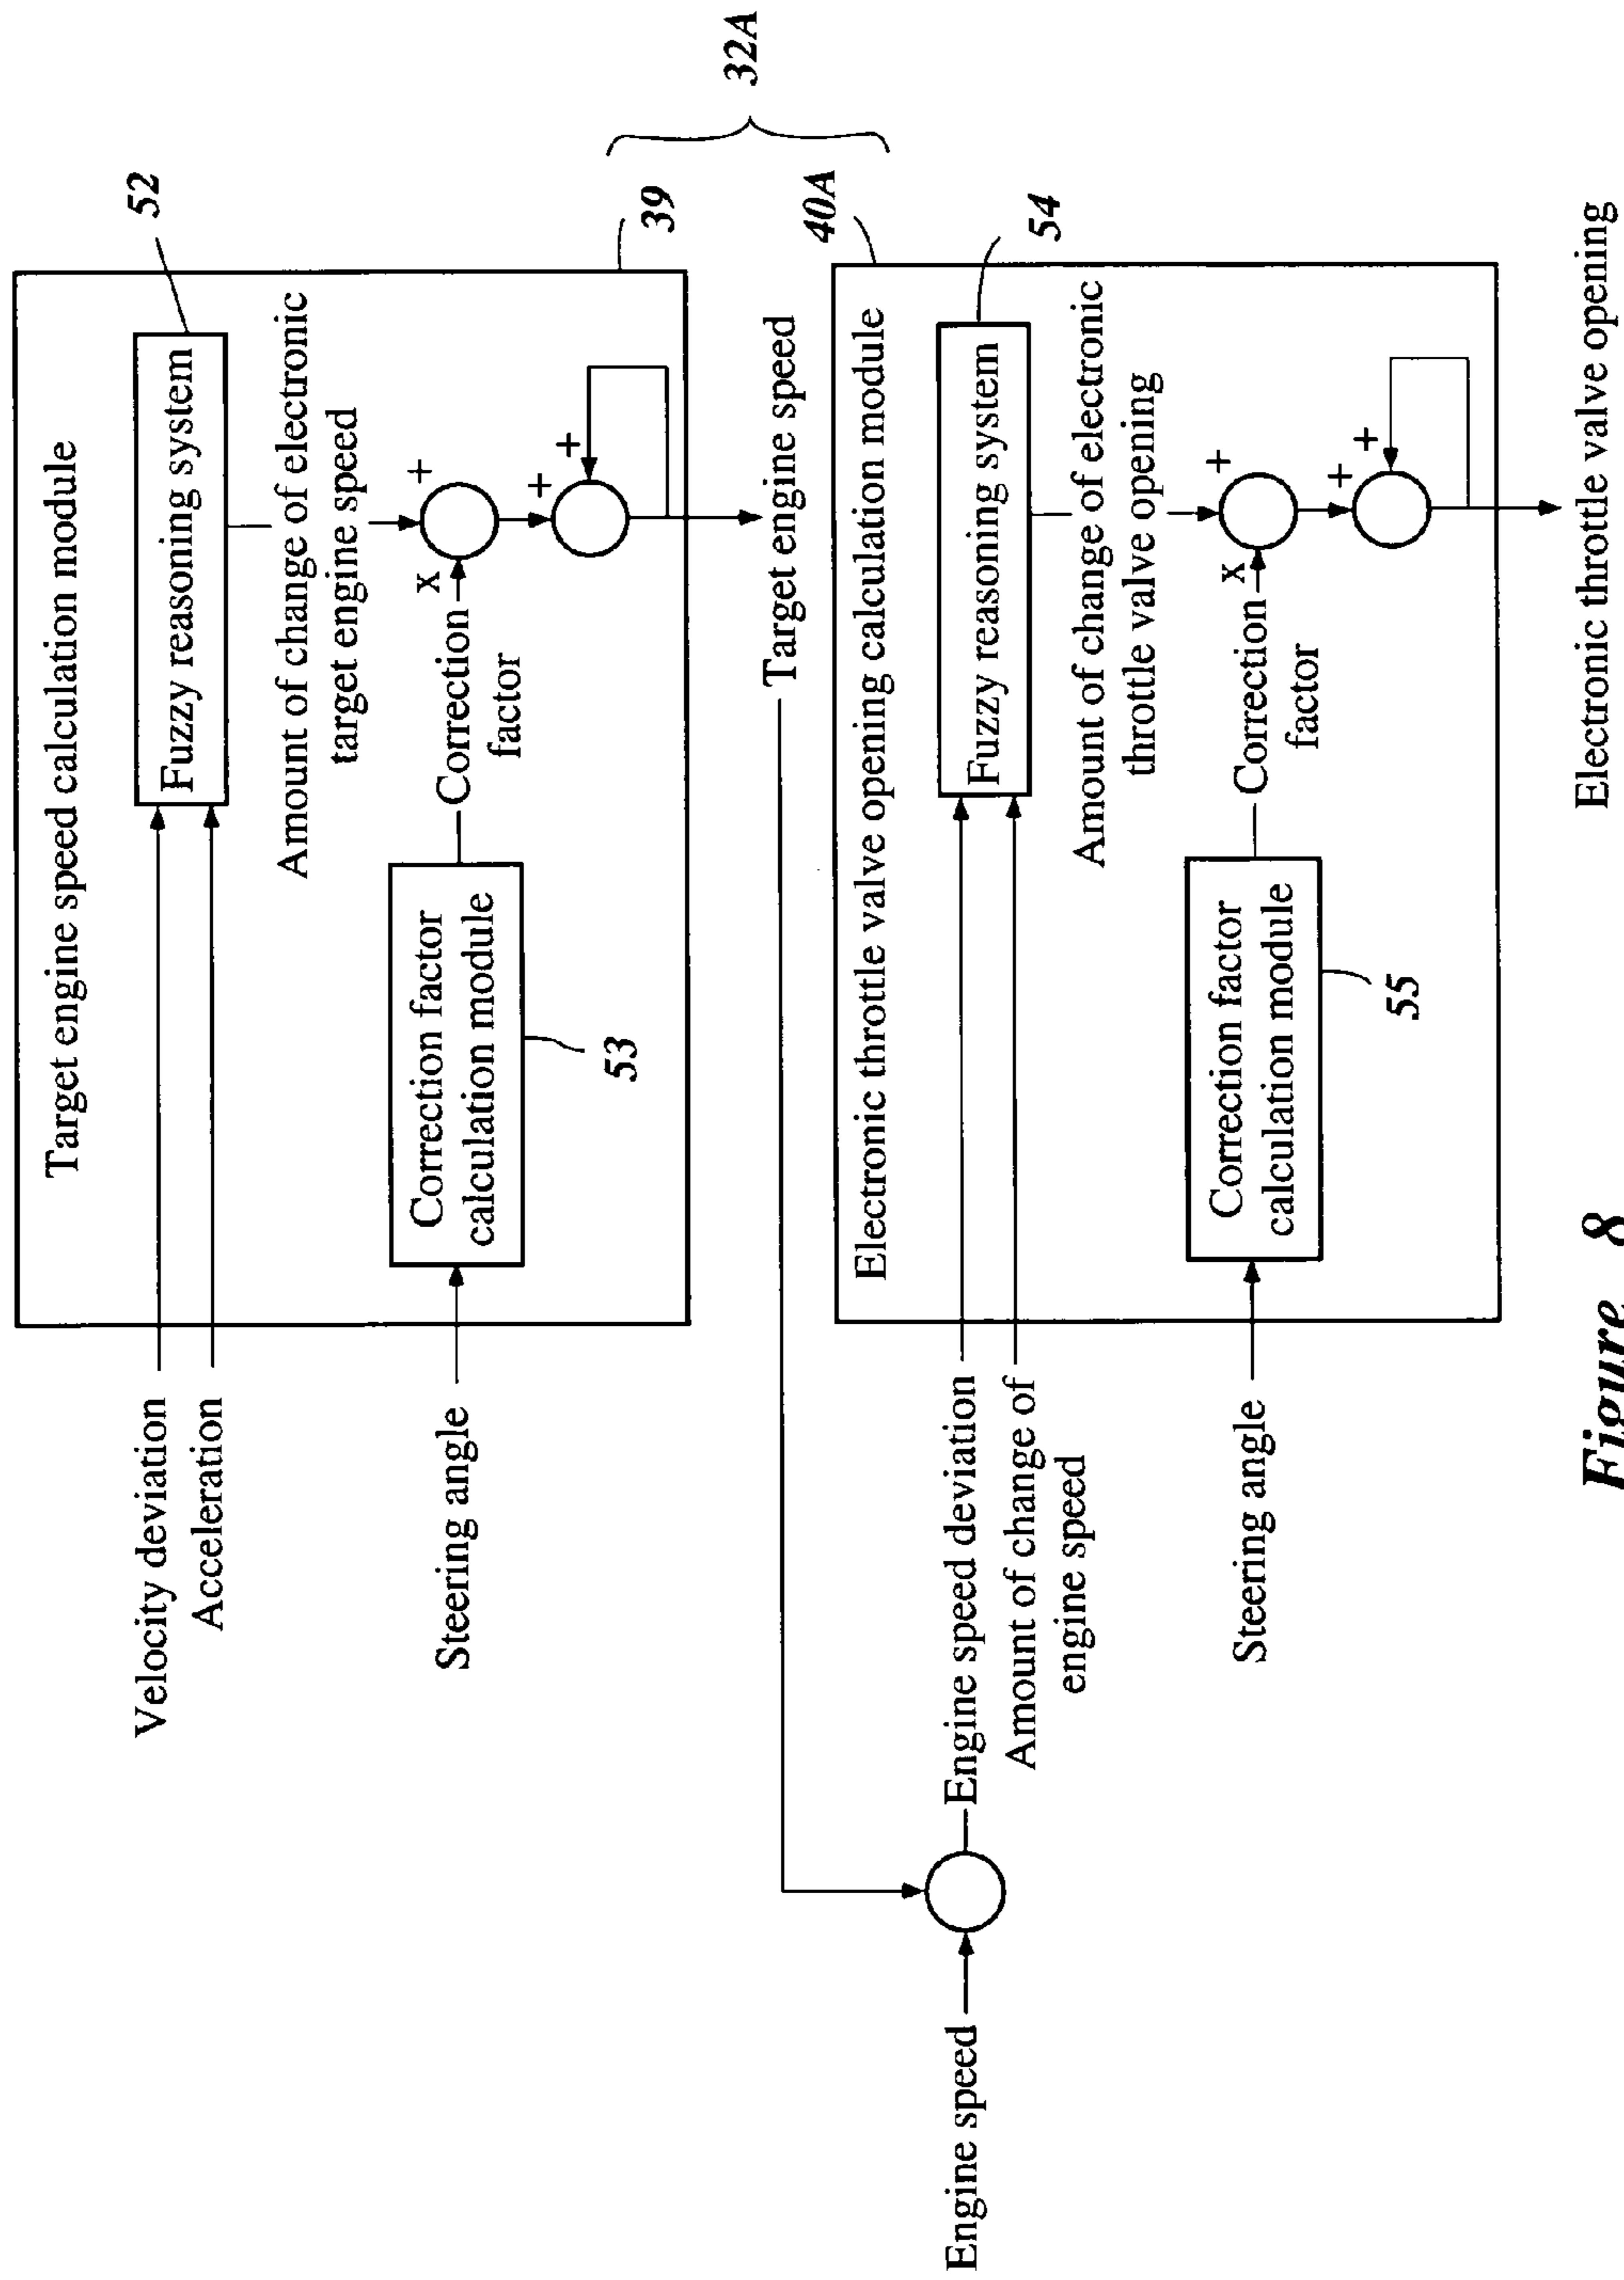 32A
Target engine speed calculation module
52
39
Velocity deviation
Acceleration
Fuzzy reasoning system
Amount of change of electronic
target engine speed
Steering angle
Correction factor
calculation module
53
Correction
factor
x
+
+
+
Target engine speed
40A
Electronic throttle valve opening calculation module
54
Engine speed
Engine speed deviation
Amount of change of
engine speed
Fuzzy reasoning system
Amount of change of electronic
throttle valve opening
Steering angle
Correction factor
calculation module
55
Correction
factor
x
+
+
+
Electronic throttle valve opening
Figure 8